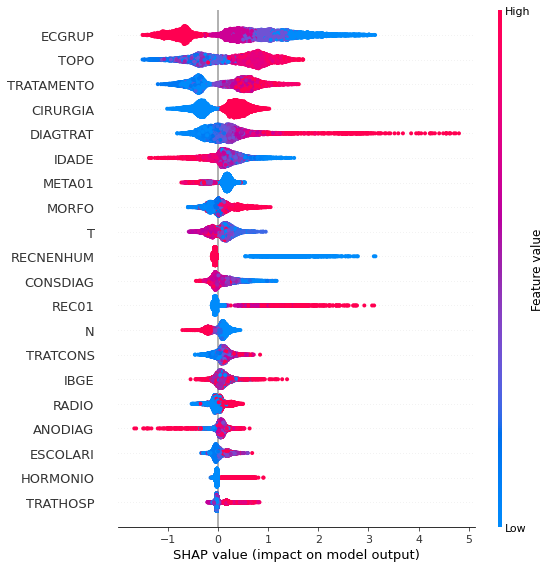 High
ECGRUP
TOPO
TRATAMENTO
CIRURGIA
DIAGTRAT
IDADE
META01
MORFO
T
RECNENHUM
CONSDIAG
REC01
N
TRATCONS
IBGE
RADIO
ANODIAG
ESCOLARI
HORMONIO
TRATHOSP
Feature value
Low
−1 0 1 2 3 4 5
SHAP value (impact on model output)